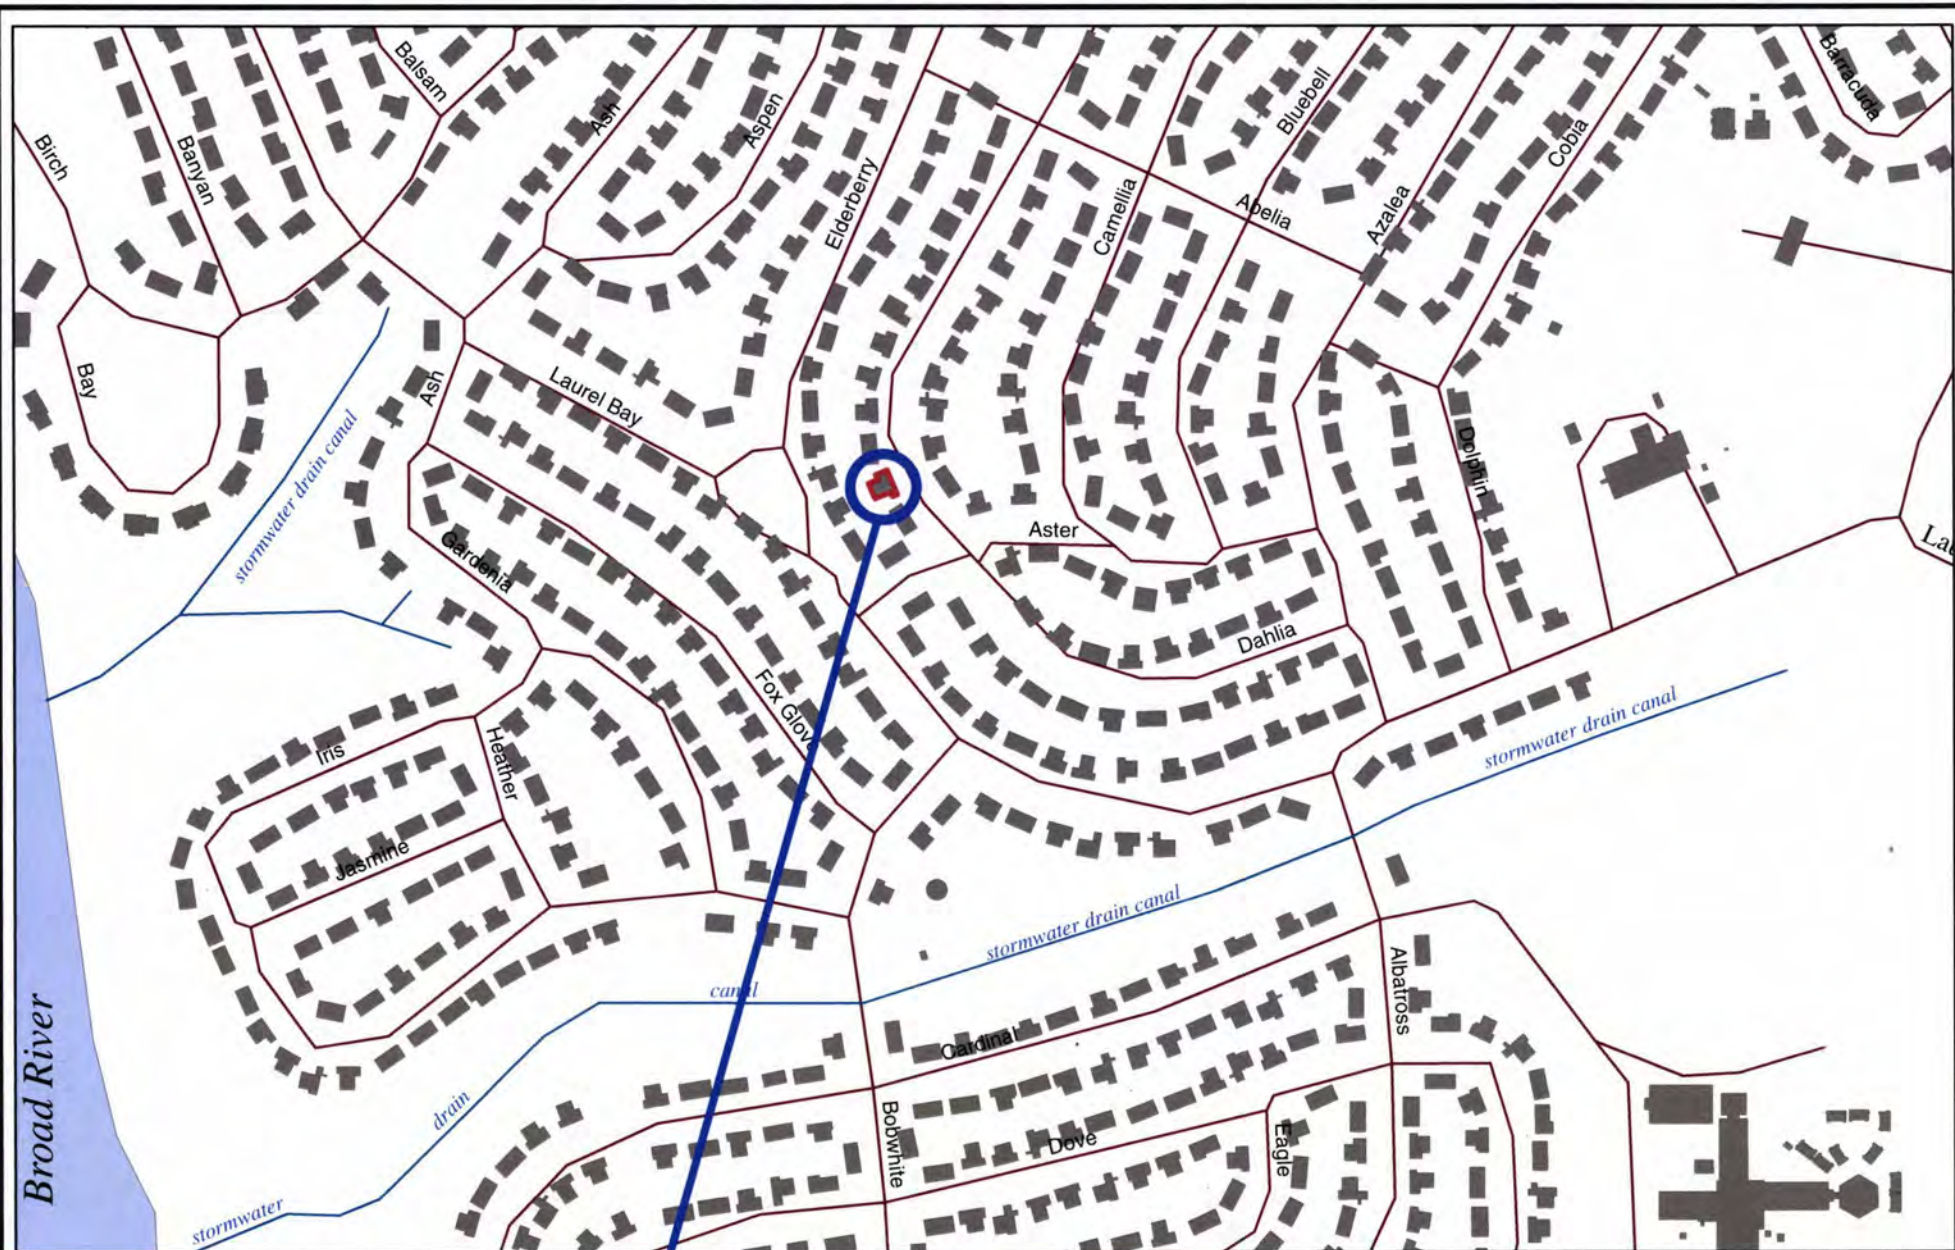 Balsam
Barracuda
Ash
Aspen
Bluebell
Birch
Banyan
Cobia
Elderberry
Camellia
Abelia
Azalea
Bay
Ash
Laurel Bay
stormwater drain canal
Dolphin
Gardenia
Aster
Fox Glove
Dahlia
Iris
Heather
stormwater drain canal
Jasmine
stormwater drain canal
canal
Albatross
Broad River
Cardinal
drain
Bobwhite
Dove
Eagle
stormwater